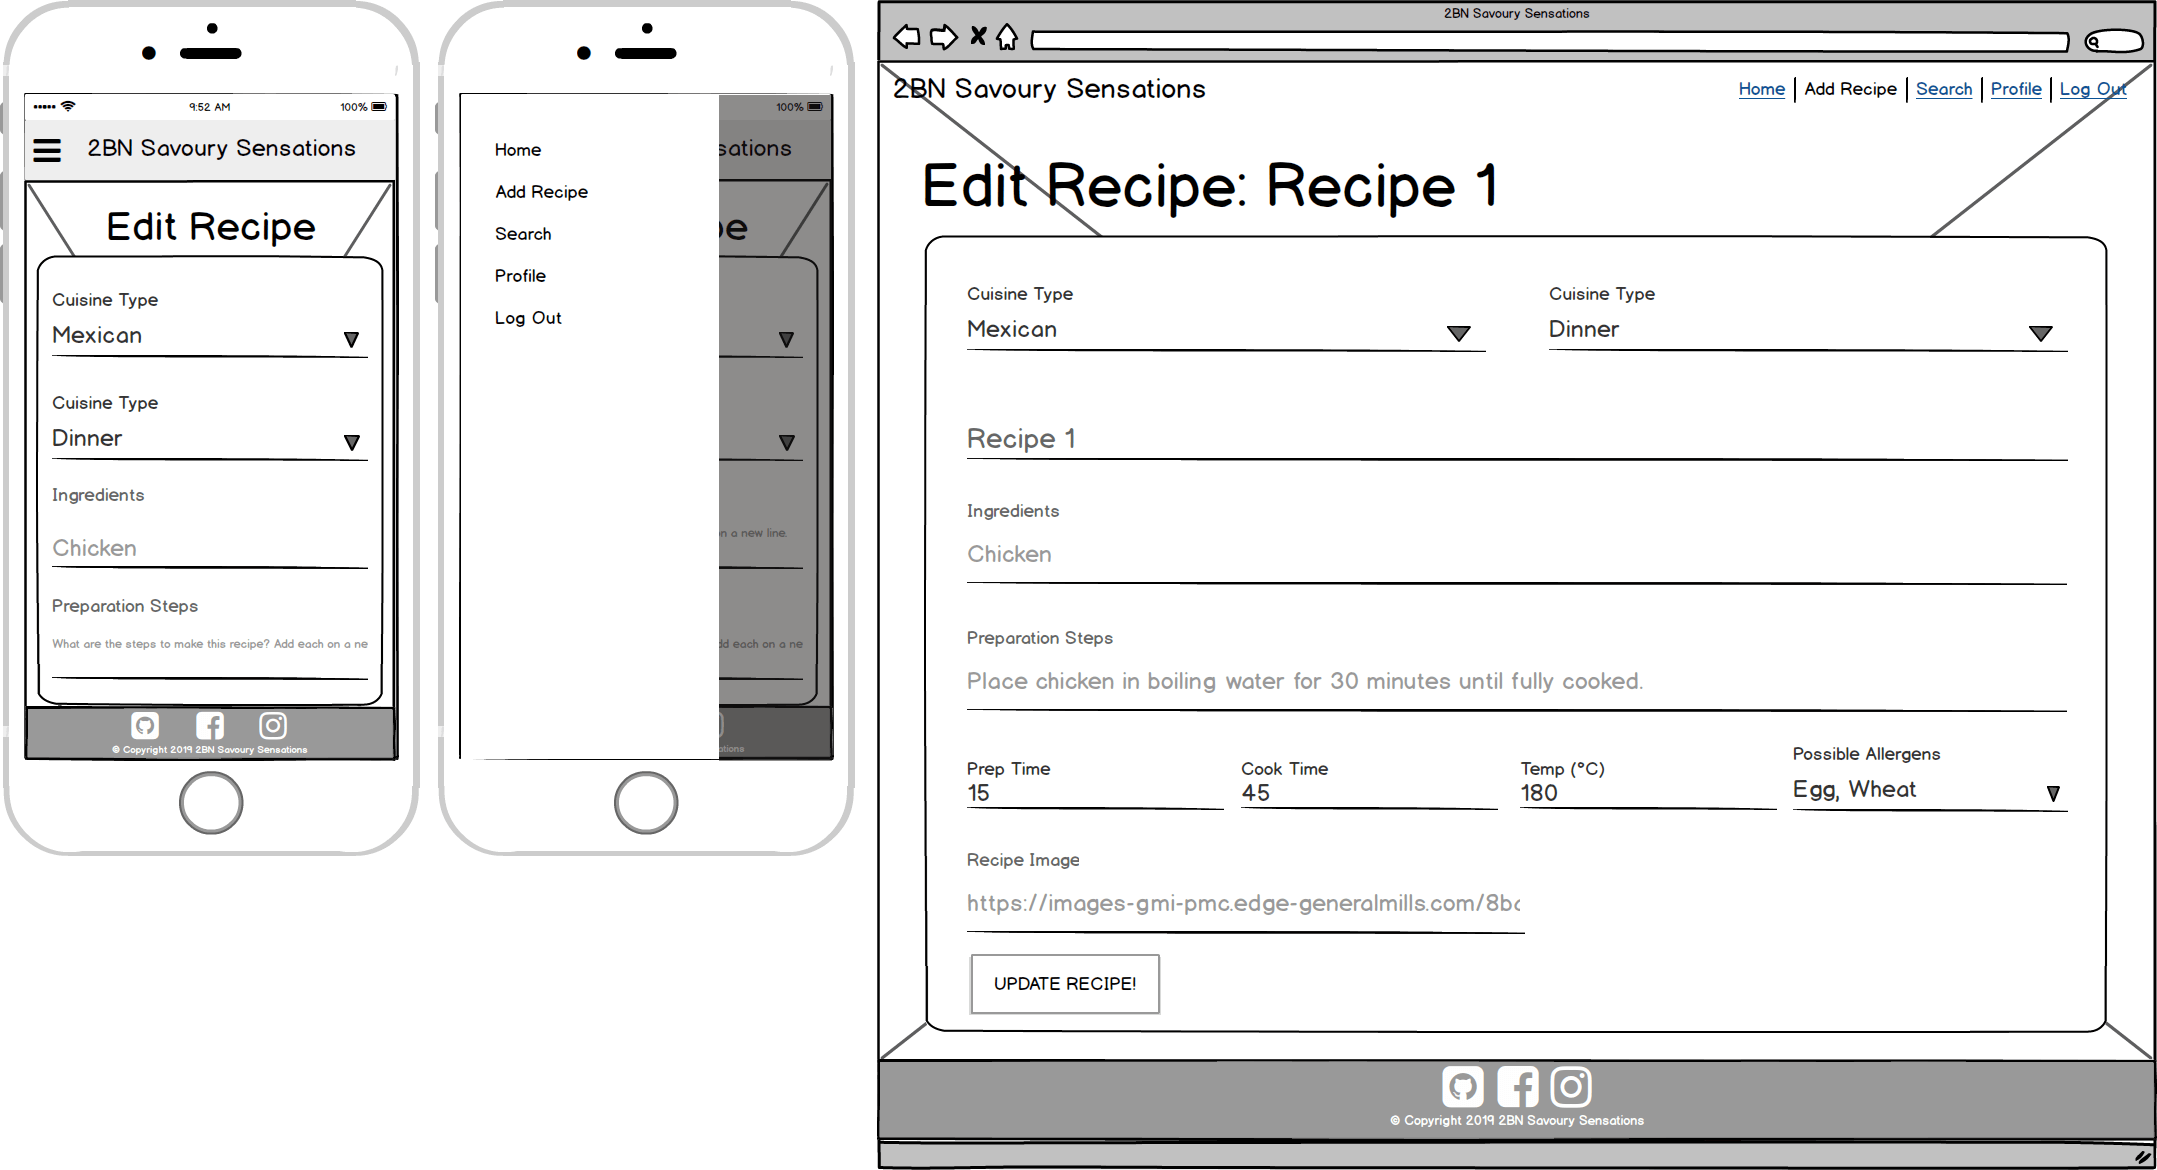 9:52 AM
100%
2BN Savoury Sensations
Edit Recipe
Cuisine Type
Mexican
Cuisine Type
Dinner
Ingredients
Chicken
Preparation Steps
What are the steps to make this recipe? Add each on a ne
© Copyright 2019 2BN Savoury Sensations
100%
sations
pe
Home
Add Recipe
Search
Profile
Log Out
n a new line.
dd each on a ne
sations
2BN Savoury Sensations
2BN Savoury Sensations
Home Add Recipe Search Profile Log Out
Edit Recipe: Recipe 1
Cuisine Type Cuisine Type
Mexican Dinner
Recipe 1
Ingredients
Chicken
Preparation Steps
Place chicken in boiling water for 30 minutes until fully cooked.
Prep Time Cook Time Temp (°C) Possible Allergens
15 45 180 Egg, Wheat
Recipe Image
https://images-gmi-pmc.edge-generalmills.com/8bc
UPDATE RECIPE!
© Copyright 2019 2BN Savoury Sensations